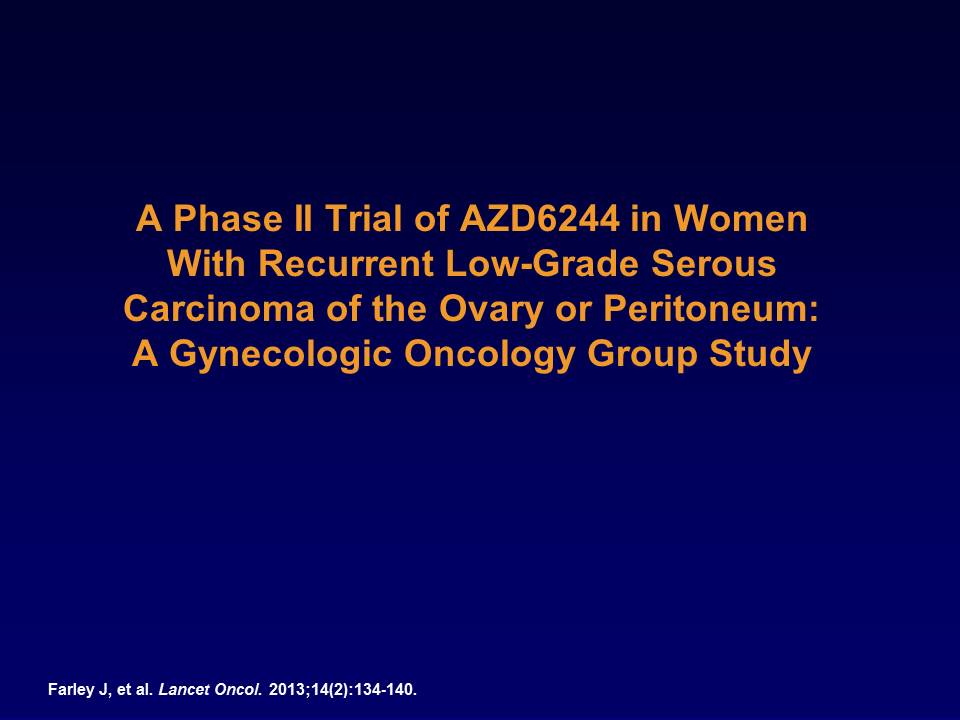 A Phase II Trial of AZD6244 in Women
With Recurrent Low-Grade Serous
Carcinoma of the Ovary or Peritoneum:
A Gynecologic Oncology Group Study
Farley J, et al. Lancet Oncol. 2013;14(2):134-140.